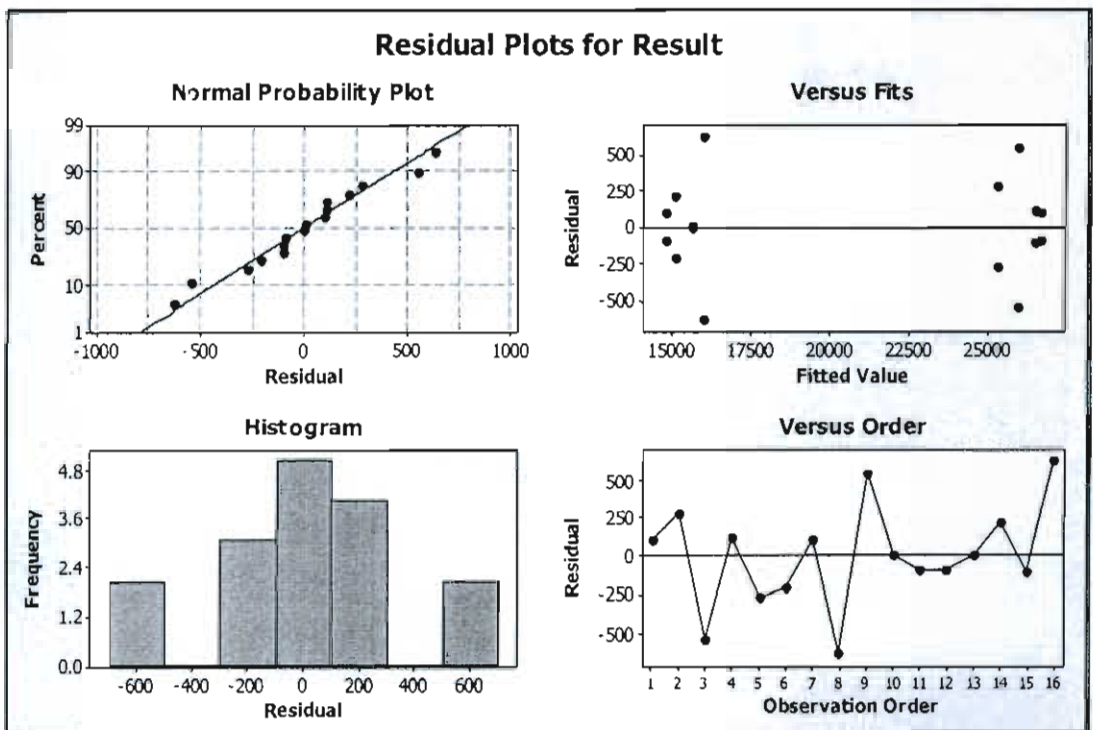 Residual Plots for Result
Normal Probability Plot
99
90
50
10
1
Percent
-1000 -500 0 500 1000
Residual
Versus Fits
500
250
0
-250
-500
Residual
15000 17500 20000 22500 25000
Fitted Value
Histogram
4.8
3.6
2.4
1.2
0.0
Frequency
-600 -400 -200 0 200 400 600
Residual
Versus Order
500
250
0
-250
-500
Residual
1 2 3 4 5 6 7 8 9 10 11 12 13 14 15 16
Observation Order